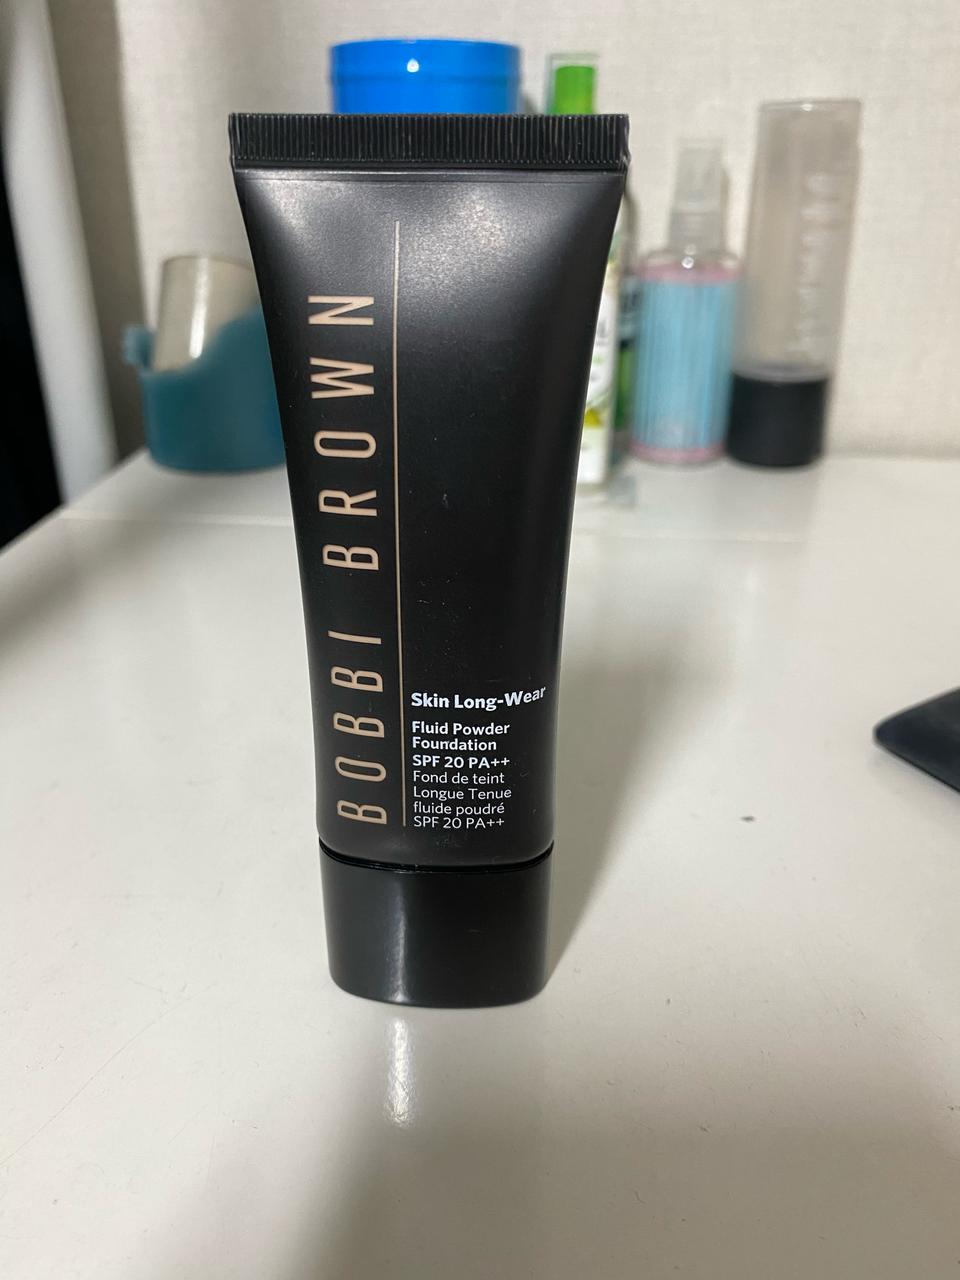 BOBBI BROWN
Skin Long-Wear
Fluid Powder
Foundation
SPF 20 PA++
Fond de teint
Longue Tenue
fluide poudré
SPF 20 PA++